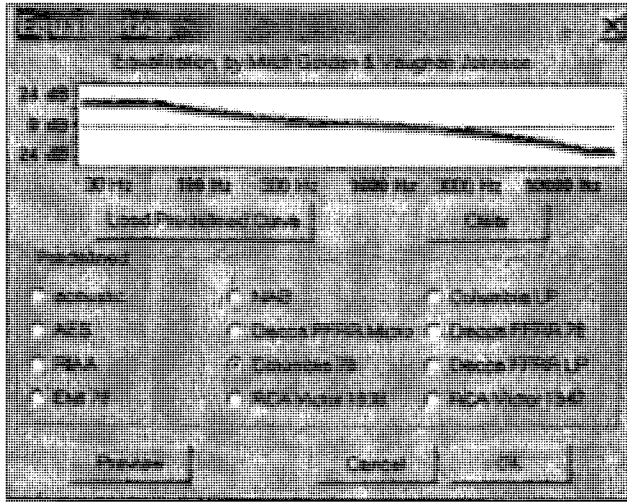 Equalization, by Mitch Golden & Vaughan Johnson
24 dB
0 dB
24 dB
30 Hz 100 Hz 300 Hz 1000 Hz 3000 Hz 10000 Hz
Load Predefined Curve Clear
Predefined
acoustic NAB Columbia LP
AES Decca FFRR Micro Decca FFRR 78
RIAA Columbia 78 Decca FFRR LP
EMI 78 RCA Victor 1938 RCA Victor 1947
Preview Cancel OK